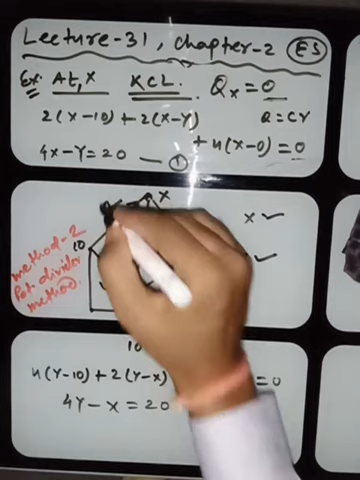 Lecture-31, chapter-2 (ES)
Ex: At, X KCL. Qx = 0
2(X-10) + 2(X-Y) Q = CV
+ 4(X-0) = 0
4X-Y=20 — ①
X
X ✓
10
method-2
Pot. divider
method.
✓
10
4(Y-10) + 2(Y-X) = 0
4Y - X = 20